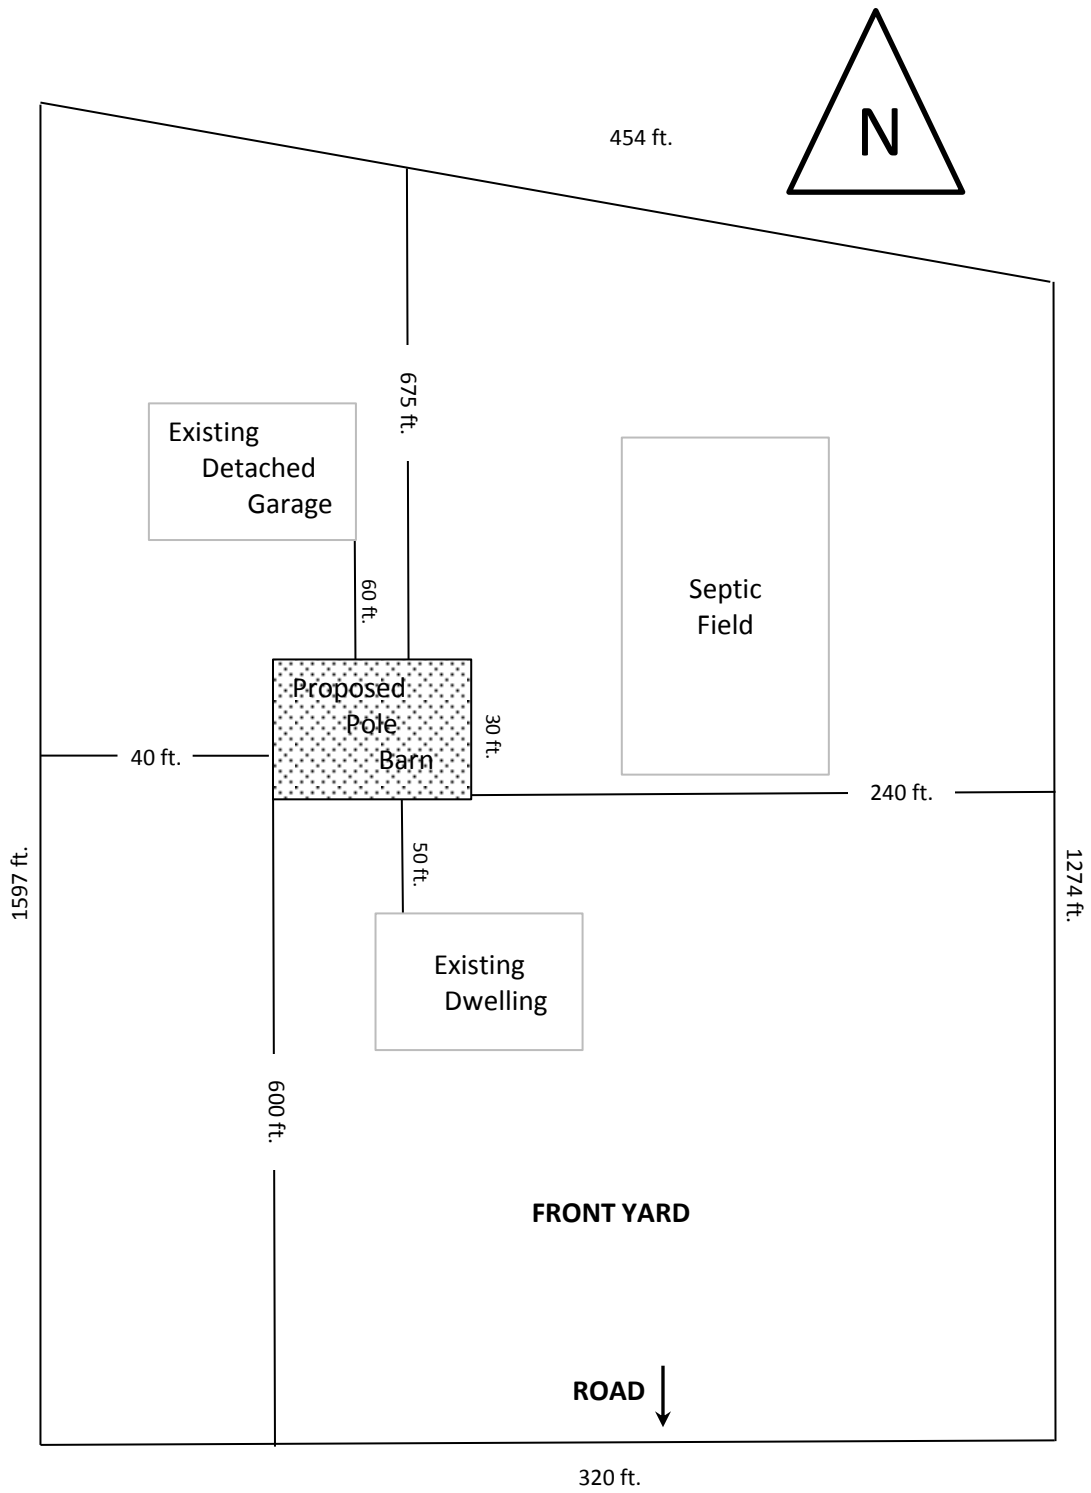 N
454 ft.
675 ft.
Existing
Detached
Garage
60 ft.
Septic
Field
Proposed
Pole
Barn
30 ft.
40 ft.
240 ft.
50 ft.
1597 ft.
1274 ft.
Existing
Dwelling
600 ft.
FRONT YARD
ROAD
320 ft.